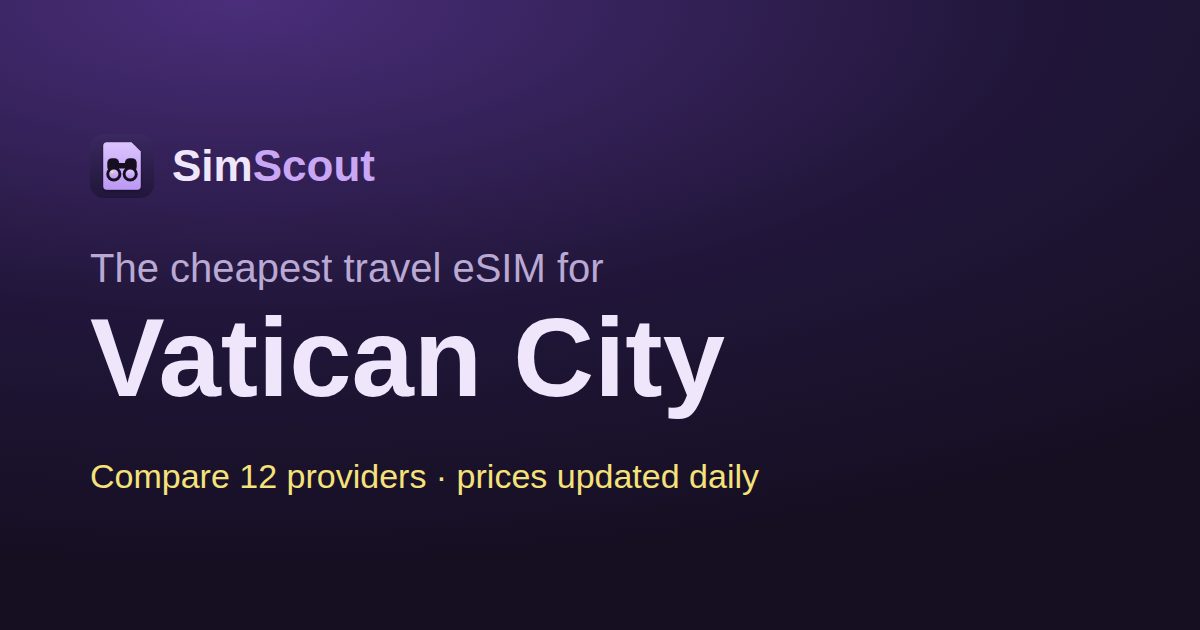 SimScout
The cheapest travel eSIM for
Vatican City
Compare 12 providers · prices updated daily